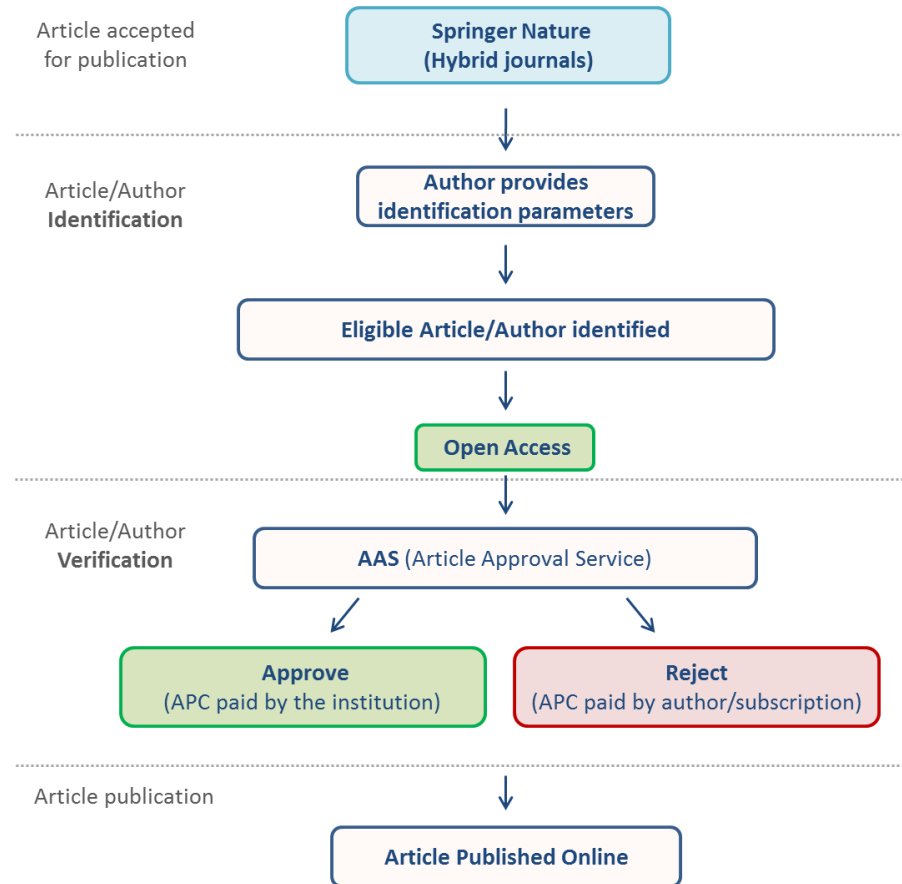 Article accepted
for publication
Springer Nature
(Hybrid journals)
Article/Author
Identification
Author provides
identification parameters
Eligible Article/Author identified
Open Access
Article/Author
Verification
AAS (Article Approval Service)
Approve
(APC paid by the institution)
Reject
(APC paid by author/subscription)
Article publication
Article Published Online